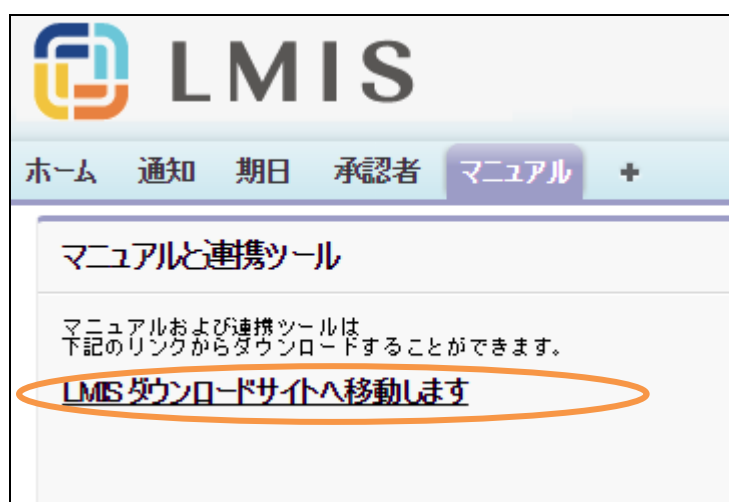 LMIS
ホーム 通知 期日 承認者 マニュアル +
マニュアルと連携ツール
マニュアルおよび連携ツールは
下記のリンクからダウンロードすることができます。
LMISダウンロードサイトへ移動します